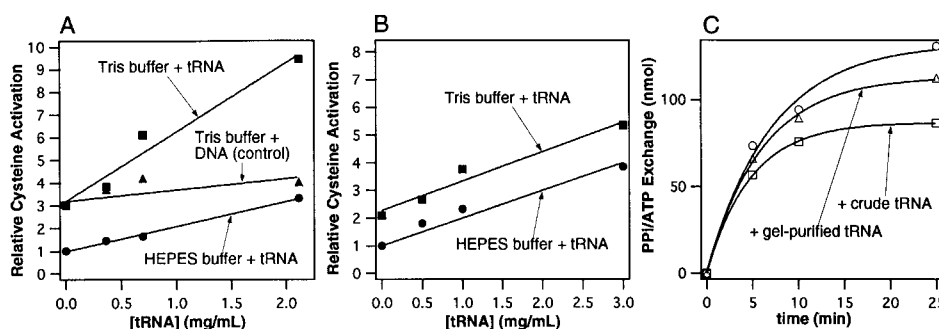 A
Relative Cysteine Activation
10
9
8
7
6
5
4
3
2
1
0
Tris buffer + tRNA
Tris buffer +
DNA (control)
HEPES buffer + tRNA
0.0
0.5
1.0
1.5
2.0
[tRNA] (mg/mL)
B
Relative Cysteine Activation
8
7
6
5
4
3
2
1
0
Tris buffer + tRNA
HEPES buffer + tRNA
0.0
0.5
1.0
1.5
2.0
2.5
3.0
[tRNA] (mg/mL)
C
PPi/ATP Exchange (nmol)
100
50
0
+ crude tRNA
+ gel-purified tRNA
0
5
10
15
20
25
time (min)